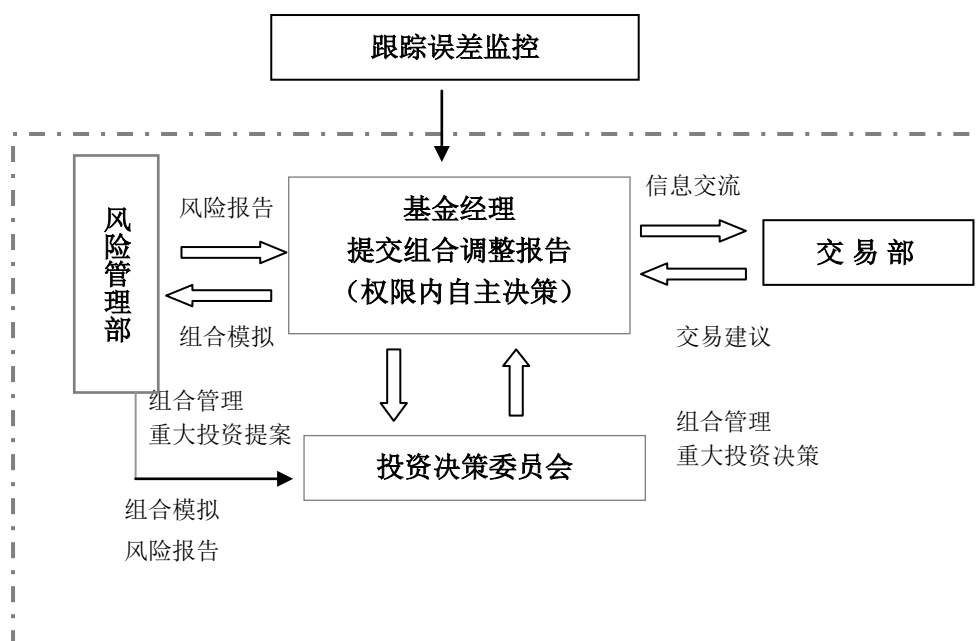 跟踪误差监控
风险管理部
风险报告
组合模拟
基金经理
提交组合调整报告
（权限内自主决策）
信息交流
交易部
交易建议
组合管理
重大投资提案
投资决策委员会
组合管理
重大投资决策
组合模拟
风险报告